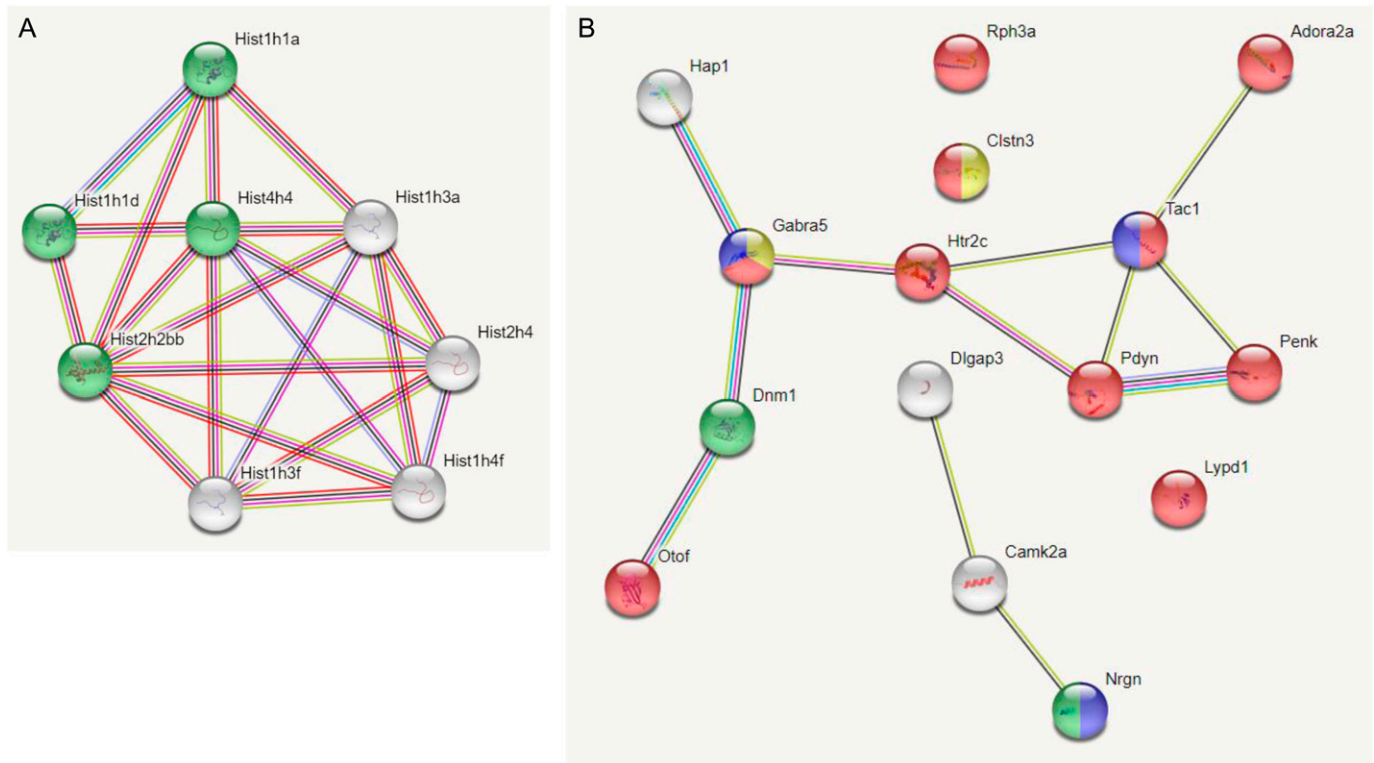 A
Hist1h1a
Hist1h1d
Hist4h4
Hist1h3a
Hist2h2bb
Hist2h4
Hist1h3f
Hist1h4f
B
Rph3a
Adora2a
Hap1
Clstn3
Tac1
Gabra5
Htr2c
Dlgap3
Pdyn
Penk
Dnm1
Lypd1
Otof
Camk2a
Nrgn